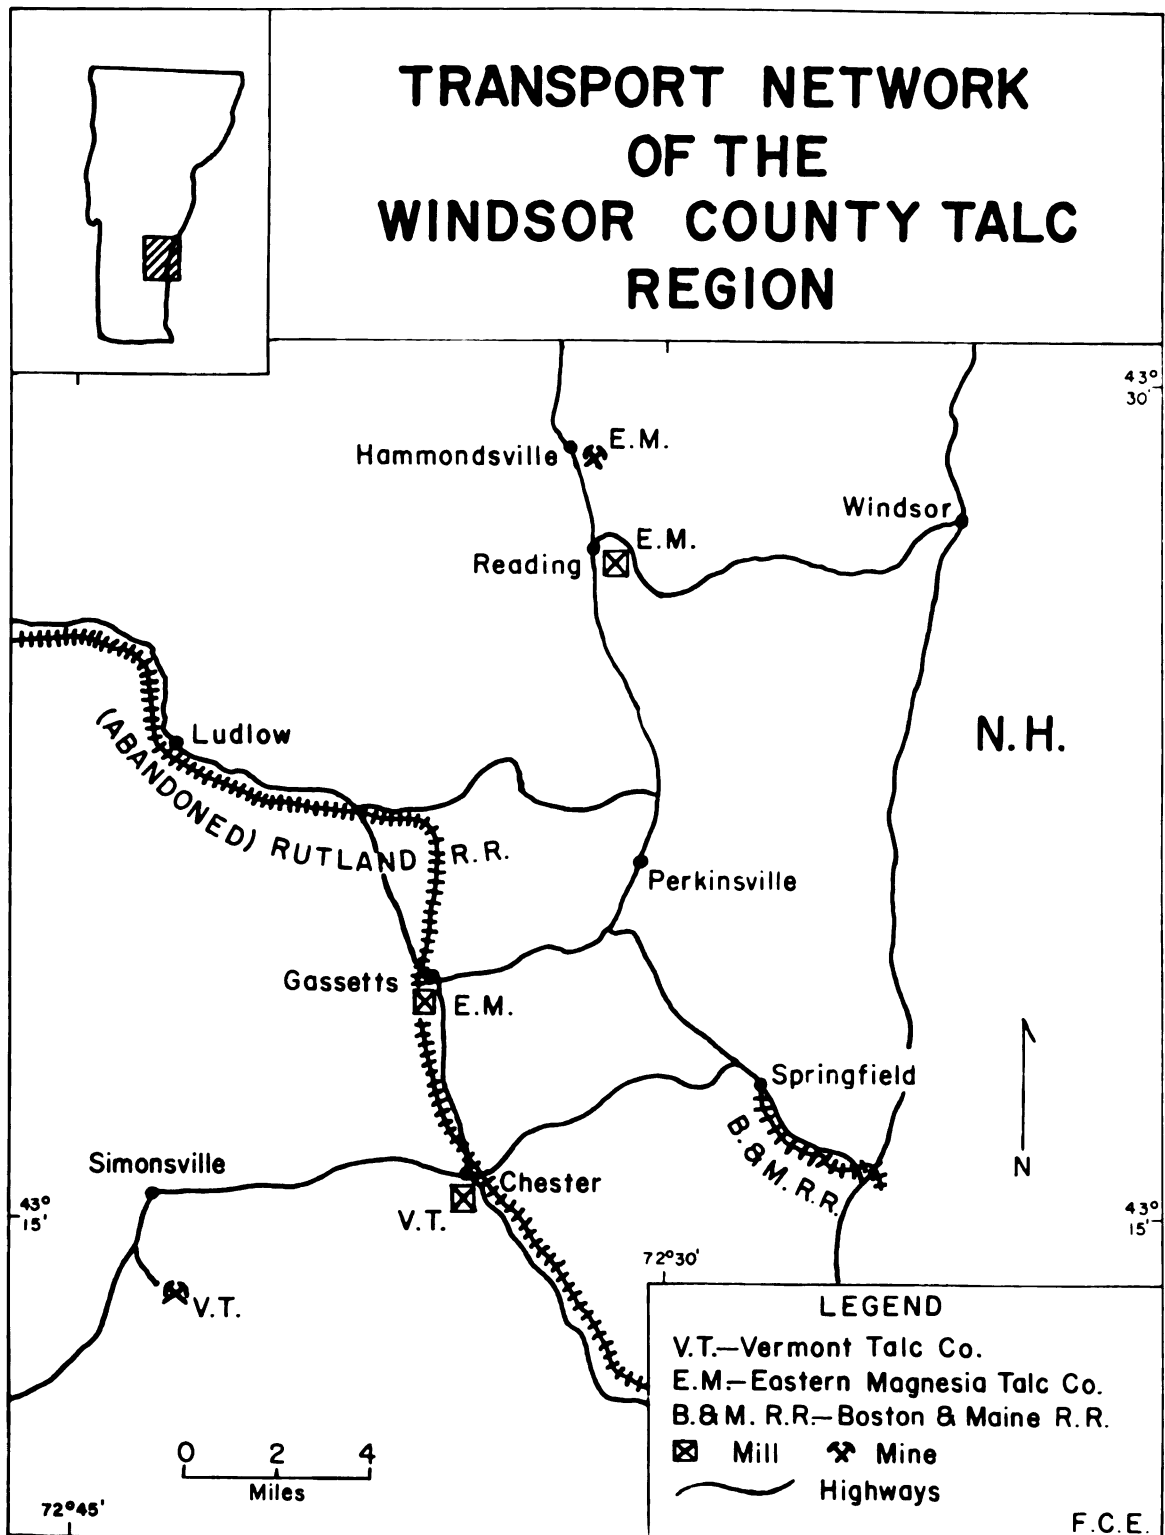 TRANSPORT NETWORK
OF THE
WINDSOR COUNTY TALC
REGION
43°
30'
E.M.
Hammondsville
Windsor
E.M.
Reading
N.H.
Ludlow
(ABANDONED) RUTLAND R.R.
Perkinsville
Gassetts
E.M.
Springfield
B.&M. R.R.
N
Simonsville
Chester
V.T.
43°
15'
43°
15'
72°30'
V.T.
LEGEND
V.T.—Vermont Talc Co.
E.M.—Eastern Magnesia Talc Co.
B.&M. R.R.—Boston & Maine R.R.
Mill Mine
Highways
0 2 4
Miles
72°45'
F.C.E.